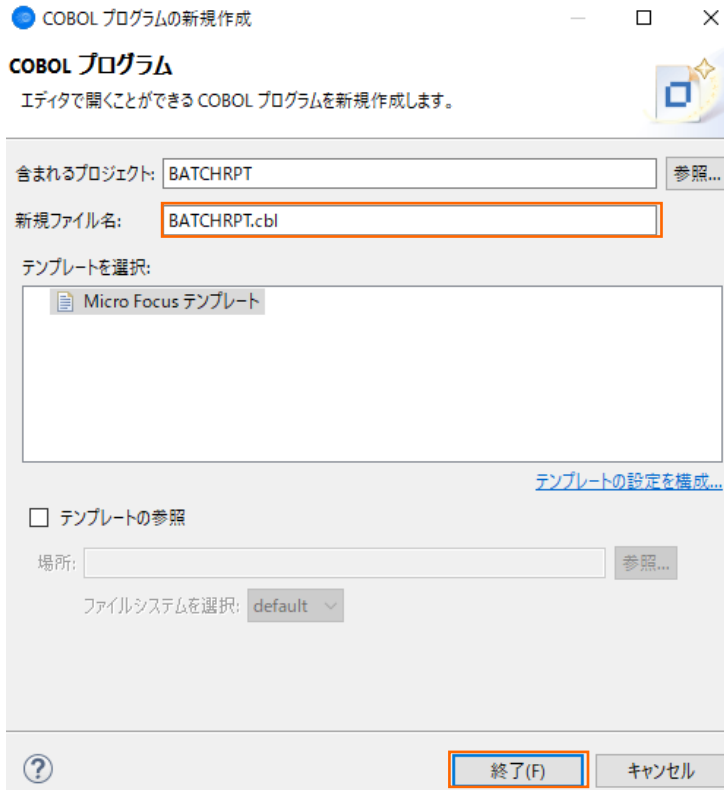 COBOL プログラムの新規作成
COBOL プログラム
エディタで開くことができる COBOL プログラムを新規作成します。
含まれるプロジェクト: BATCHRPT 参照...
新規ファイル名: BATCHRPT.cbl
テンプレートを選択:
Micro Focus テンプレート
テンプレートの設定を構成...
テンプレートの参照
場所: 参照...
ファイルシステムを選択: default
終了(F) キャンセル